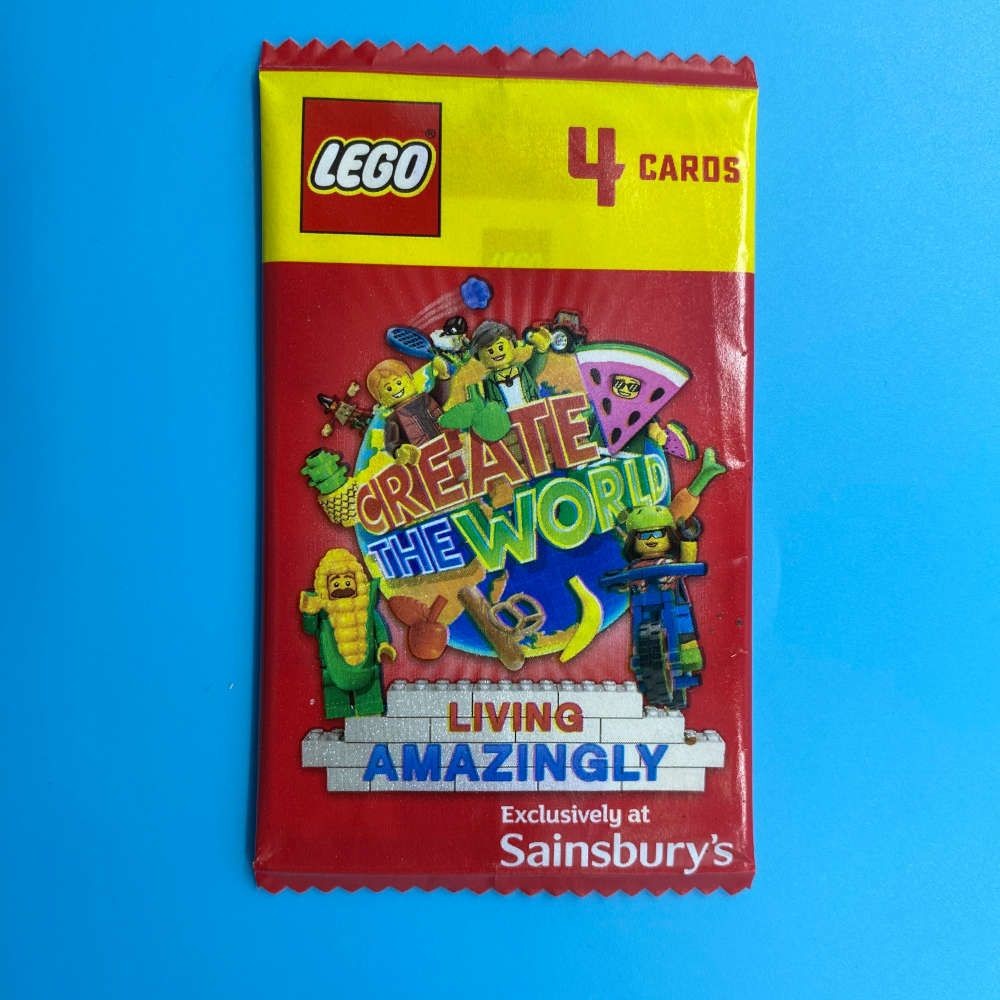 LEGO®
4 CARDS
CREATE
THE WORLD
LIVING
AMAZINGLY
Exclusively at
Sainsbury's